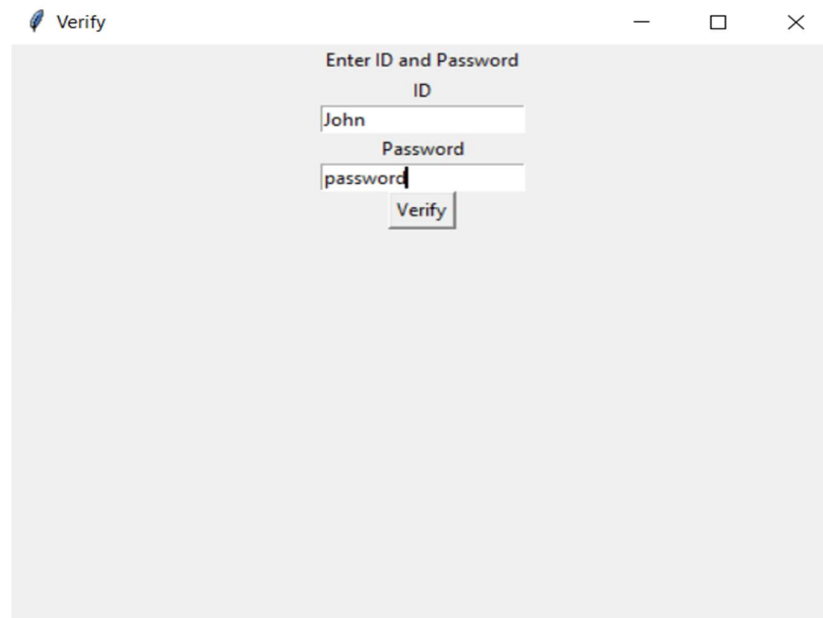 Verify
Enter ID and Password
ID
John
Password
password
Verify